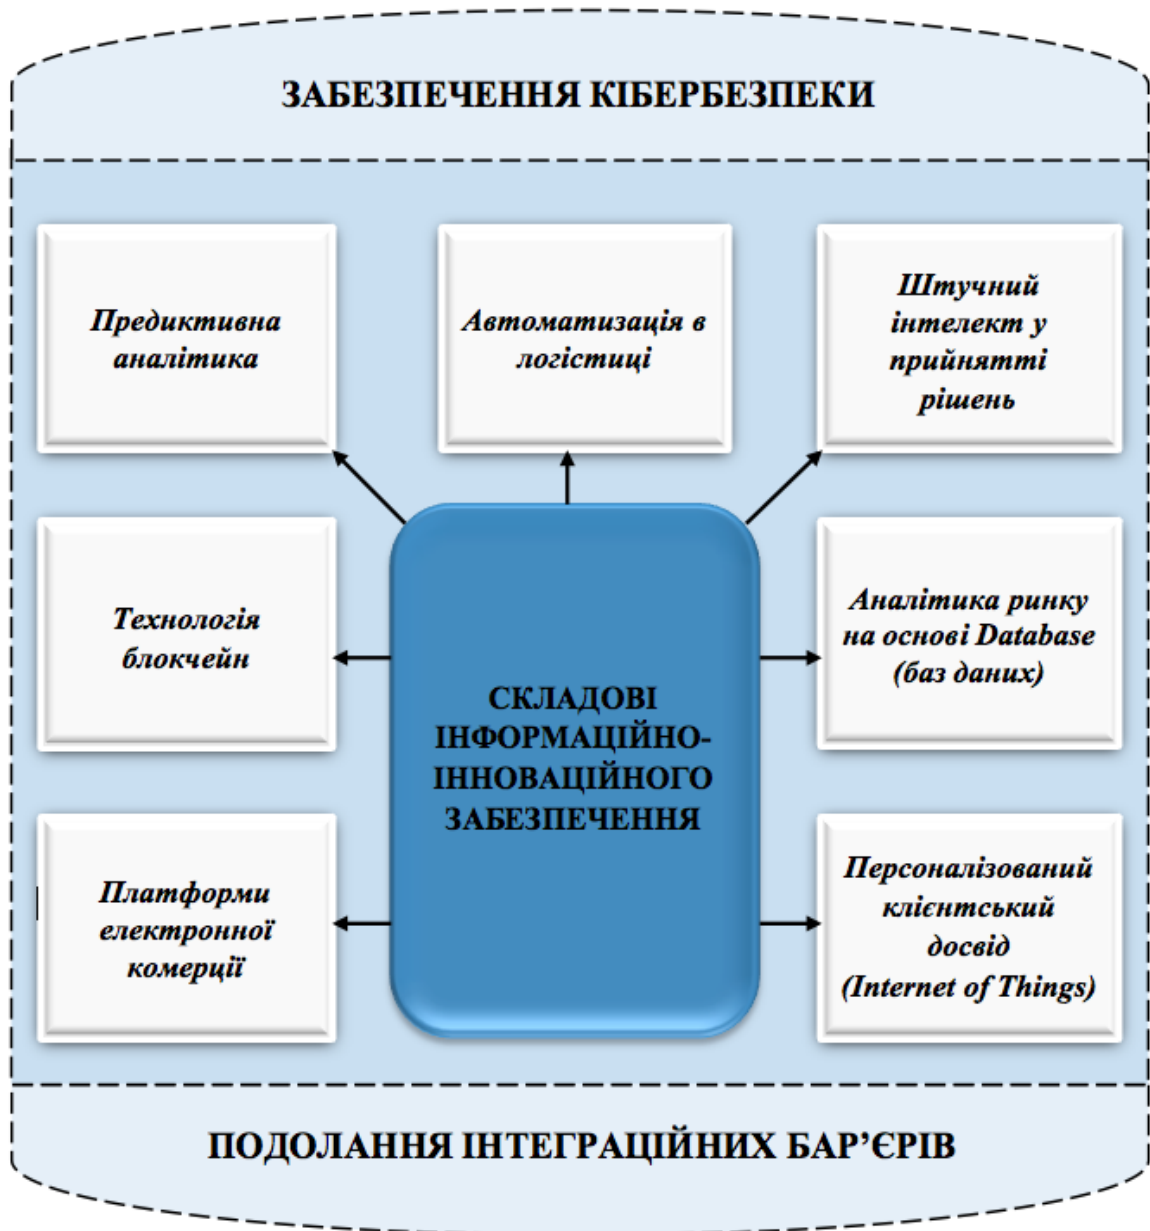 ЗАБЕЗПЕЧЕННЯ КІБЕРБЕЗПЕКИ
Предиктивна
аналітика
Автоматизація в
логістиці
Штучний
інтелект у
прийнятті
рішень
Технологія
блокчейн
СКЛАДОВІ
ІНФОРМАЦІЙНО-
ІННОВАЦІЙНОГО
ЗАБЕЗПЕЧЕННЯ
Аналітика ринку
на основі Database
(баз даних)
Платформи
електронної
комерції
Персоналізований
клієнтський
досвід
(Internet of Things)
ПОДОЛАННЯ ІНТЕГРАЦІЙНИХ БАР’ЄРІВ